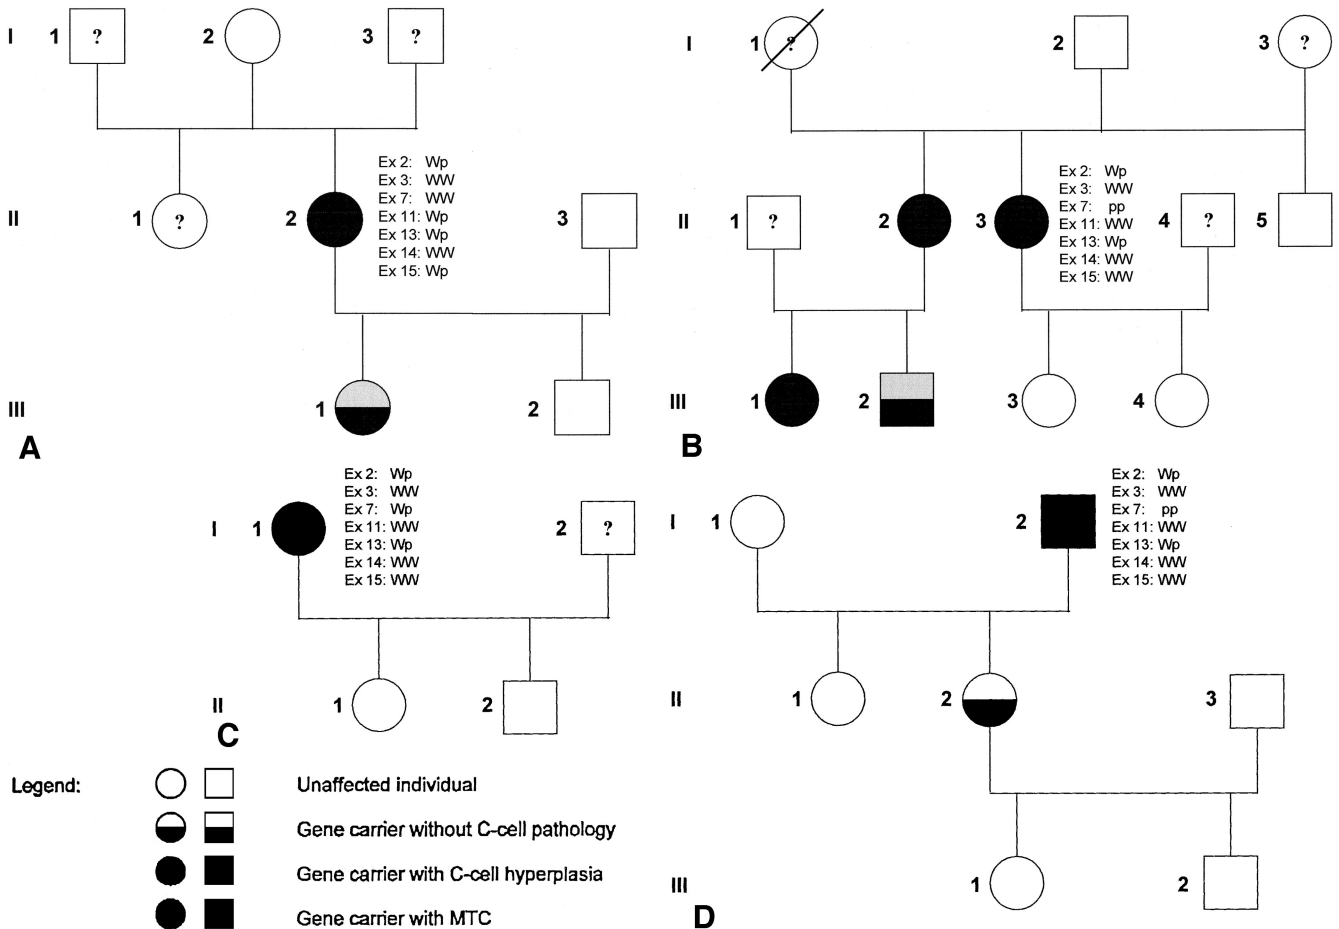 I 1 ? 2 3 ?
Ex 2: Wp
Ex 3: WW
Ex 7: WW
Ex 11: Wp
Ex 13: Wp
Ex 14: WW
Ex 15: Wp
II 1 ? 2 3
III 1 2
A
I 1 ? 2 3 ?
Ex 2: Wp
Ex 3: WW
Ex 7: pp
Ex 11: WW
Ex 13: Wp
Ex 14: WW
Ex 15: WW
II 1 ? 2 3 4 ? 5
III 1 2 3 4
B
Ex 2: Wp
Ex 3: WW
Ex 7: Wp
Ex 11: WW
Ex 13: Wp
Ex 14: WW
Ex 15: WW
I 1 2 ?
II 1 2
C
Ex 2: Wp
Ex 3: WW
Ex 7: pp
Ex 11: WW
Ex 13: Wp
Ex 14: WW
Ex 15: WW
I 1 2
II 1 2 3
III 1 2
D
Legend:
Unaffected individual
Gene carrier without C-cell pathology
Gene carrier with C-cell hyperplasia
Gene carrier with MTC